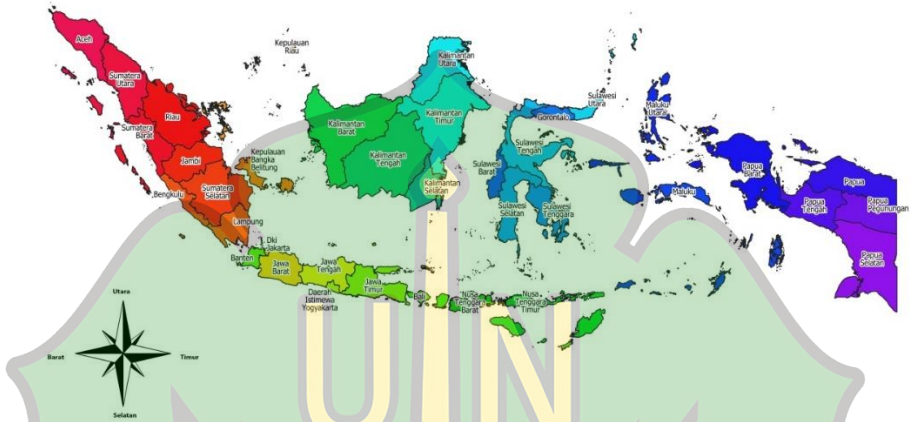 Aceh
Sumatera
Utara
Kepulauan
Riau
Riau
Sumatera
Barat
Jambi
Kepulauan
Bangka
Belitung
Bengkulu
Sumatera
Selatan
Lampung
Dki
Jakarta
Banten
Jawa
Barat
Jawa
Tengah
Daerah
Istimewa
Yogyakarta
Jawa
Timur
Bali
Nusa
Tenggara
Barat
Nusa
Tenggara
Timur
Kalimantan
Barat
Kalimantan
Tengah
Kalimantan
Selatan
Kalimantan
Timur
Kalimantan
Utara
Sulawesi
Utara
Gorontalo
Sulawesi
Tengah
Sulawesi
Barat
Sulawesi
Selatan
Sulawesi
Tenggara
Maluku
Utara
Maluku
Papua
Barat
Papua
Papua
Tengah
Papua
Pegunungan
Papua
Selatan
Utara
Barat
Timur
Selatan
UIN